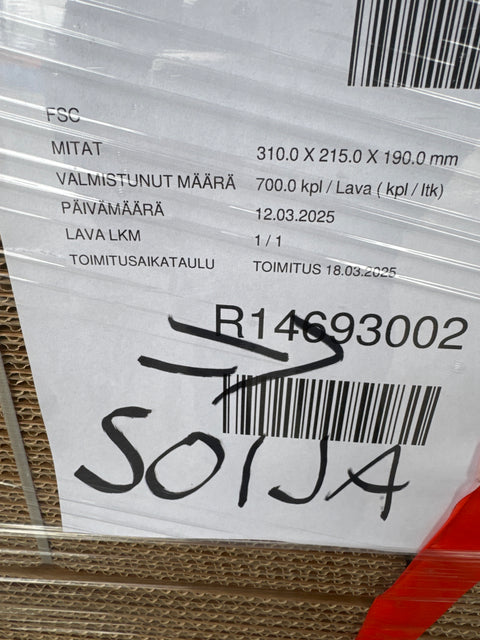 FSC
MITAT 310.0 X 215.0 X 190.0 mm
VALMISTUNUT MÄÄRÄ 700.0 kpl / Lava ( kpl / ltk)
PÄIVÄMÄÄRÄ 12.03.2025
LAVA LKM 1 / 1
TOIMITUSAIKATAULU TOIMITUS 18.03.2025
R14693002
SOIJA